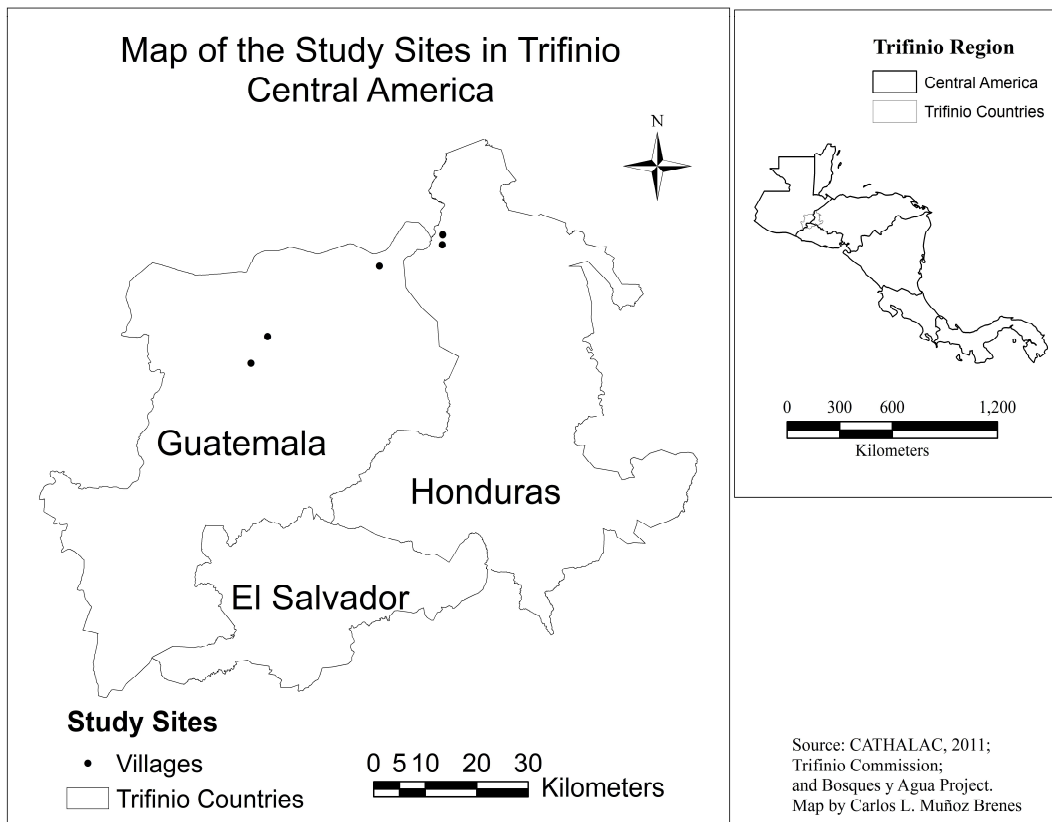 Map of the Study Sites in Trifinio
Central America
N
Guatemala
Honduras
El Salvador
Study Sites
Villages
Trifinio Countries
0 5 10 20 30
Kilometers
Trifinio Region
Central America
Trifinio Countries
0 300 600 1,200
Kilometers
Source: CATHALAC, 2011;
Trifinio Commission;
and Bosques y Agua Project.
Map by Carlos L. Muñoz Brenes